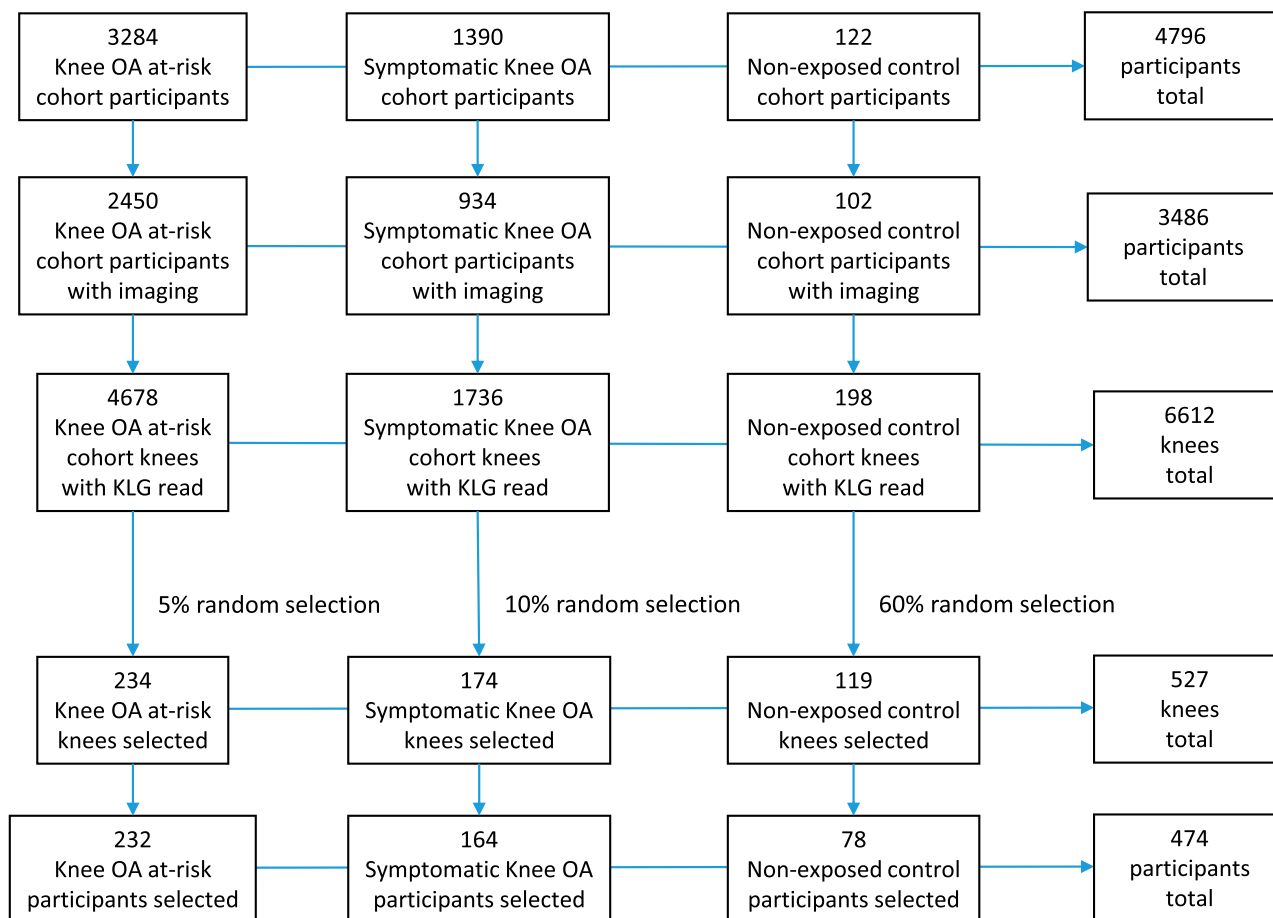 3284
Knee OA at-risk
cohort participants
1390
Symptomatic Knee OA
cohort participants
122
Non-exposed control
cohort participants
4796
participants
total
2450
Knee OA at-risk
cohort participants
with imaging
934
Symptomatic Knee OA
cohort participants
with imaging
102
Non-exposed control
cohort participants
with imaging
3486
participants
total
4678
Knee OA at-risk
cohort knees
with KLG read
1736
Symptomatic Knee OA
cohort knees
with KLG read
198
Non-exposed control
cohort knees
with KLG read
6612
knees
total
5% random selection
10% random selection
60% random selection
234
Knee OA at-risk
knees selected
174
Symptomatic Knee OA
knees selected
119
Non-exposed control
knees selected
527
knees
total
232
Knee OA at-risk
participants selected
164
Symptomatic Knee OA
participants selected
78
Non-exposed control
participants selected
474
participants
total